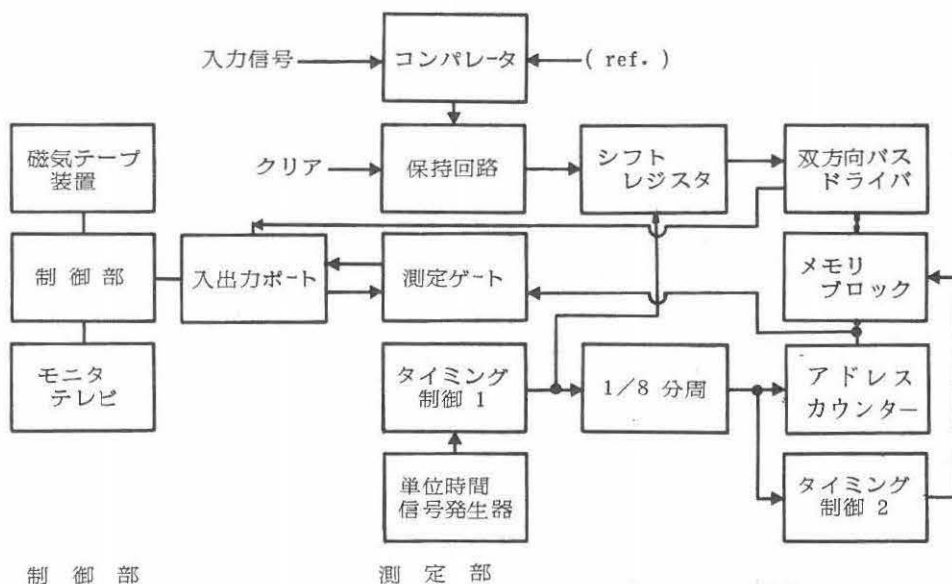 入力信号
コンパレータ
( ref. )
磁気テープ
装置
クリア
保持回路
シフト
レジスタ
双方向バス
ドライバ
制御部
入出力ポート
測定ゲート
メモリ
ブロック
モニタ
テレビ
タイミング
制御 1
1/8 分周
アドレス
カウンター
単位時間
信号発生器
タイミング
制御 2
制御部
測定部